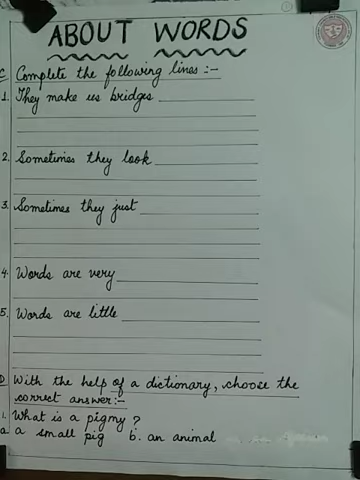 ABOUT WORDS
C Complete the following lines :-
1. They make us bridges
2. Sometimes they look
3. Sometimes they just
4. Words are very
5. Words are little
D With the help of a dictionary, choose the
correct answer:-
1. What is a pigmy ?
a a small pig b. an animal